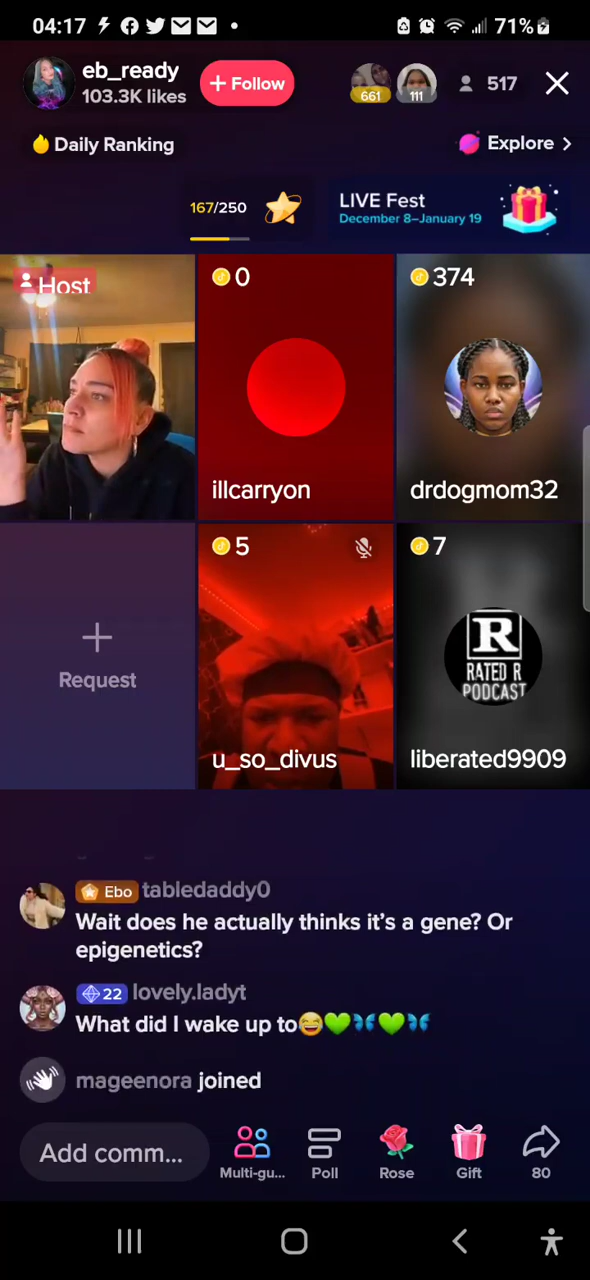 04:17
71%
eb_ready
103.3K likes
+ Follow
661
111
517
Daily Ranking
Explore >
167/250
LIVE Fest
December 8–January 19
Host
0
374
illcarryon
drdogmom32
5
7
Request
R
RATED R
PODCAST
u_so_divus
liberated9909
Ebo tabledaddy0
Wait does he actually thinks it's a gene? Or
epigenetics?
22 lovely.ladyt
What did I wake up to😂💚🦋💚🦋
mageenora joined
Add comm...
Multi-gu...
Poll
Rose
Gift
80